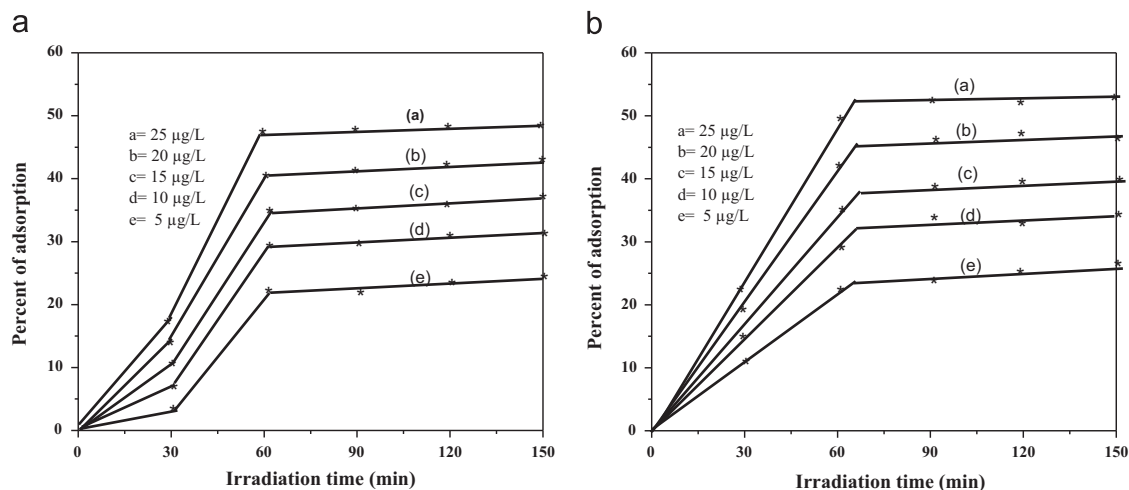 a
60
50
40
30
20
10
0
Percent of adsorption
a= 25 µg/L
b= 20 µg/L
c= 15 µg/L
d= 10 µg/L
e= 5 µg/L
(a)
(b)
(c)
(d)
(e)
0 30 60 90 120 150
Irradiation time (min)
b
60
50
40
30
20
10
0
Percent of adsorption
a= 25 µg/L
b= 20 µg/L
c= 15 µg/L
d= 10 µg/L
e= 5 µg/L
(a)
(b)
(c)
(d)
(e)
0 30 60 90 120 150
Irradiation time (min)